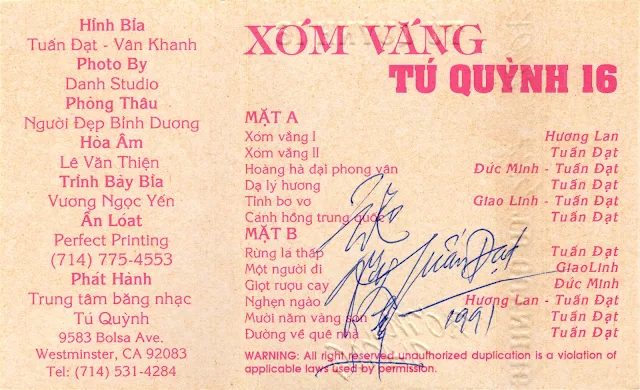 Hình Bìa
Tuấn Đạt - Vân Khanh
Photo By
Danh Studio
Phòng Thâu
Người Đẹp Bình Dương
Hòa Âm
Lê Văn Thiện
Trình Bày Bìa
Vương Ngọc Yến
Ấn Lóat
Perfect Printing
(714) 775-4553
Phát Hành
Trung tâm băng nhạc
Tú Quỳnh
9583 Bolsa Ave.
Westminster, CA 92083
Tel: (714) 531-4284
XÓM VẮNG
TÚ QUỲNH 16
MẶT A
Xóm vắng I Hương Lan
Xóm vắng II Tuấn Đạt
Hoàng hà đại phong vân Đức Minh - Tuấn Đạt
Dạ lý hương Tuấn Đạt
Tình bơ vơ Giao Linh - Tuấn Đạt
Cánh hồng trung quốc Tuấn Đạt
MẶT B
Rừng lá thấp Tuấn Đạt
Một người đi GiaoLinh
Giọt rượu cay Đức Minh
Nghẹn ngào Hương Lan - Tuấn Đạt
Mười năm vàng son Tuấn Đạt
Đường về quê nhà Tuấn Đạt
Tuấn Đạt
1991
WARNING: All right reserved unauthorized duplication is a violation of
applicable laws used by permission.